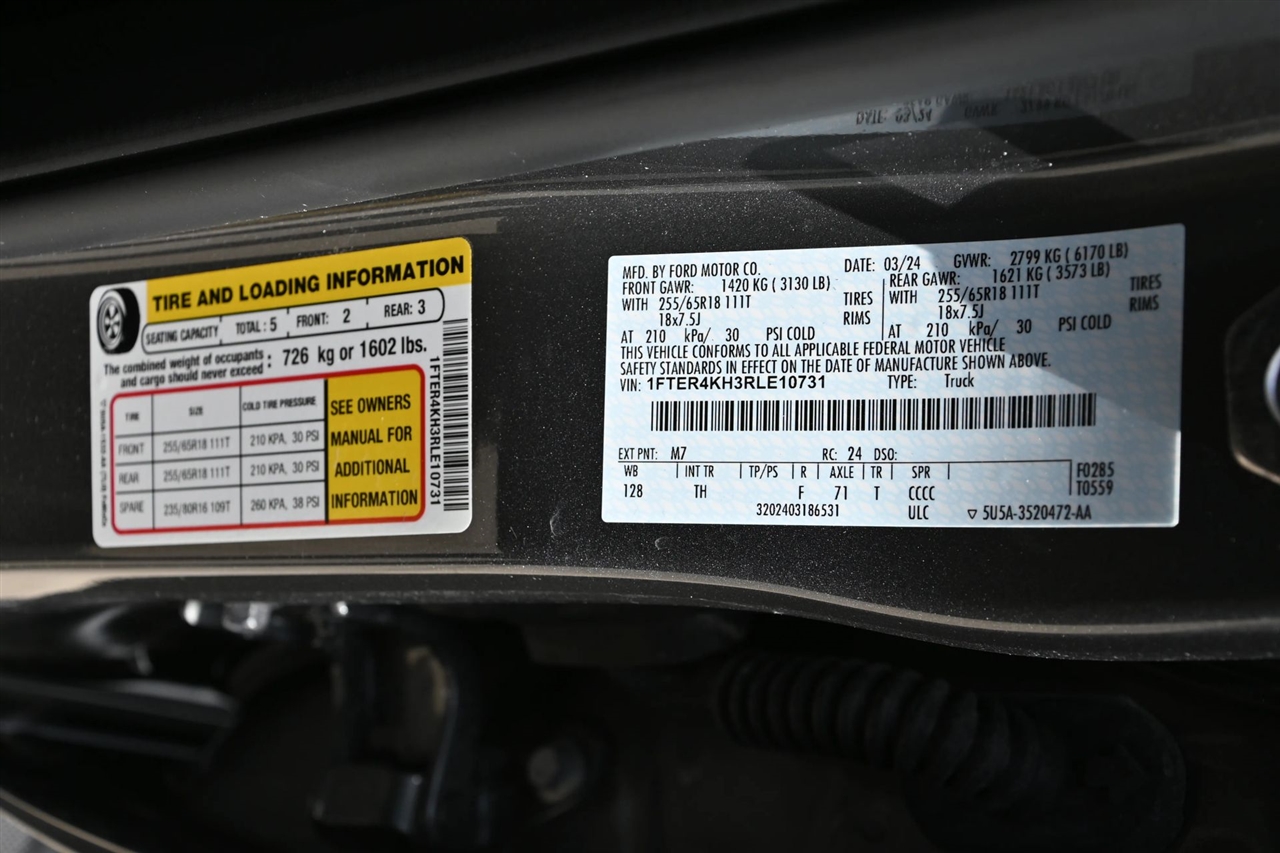 TIRE AND LOADING INFORMATION
SEATING CAPACITY TOTAL : 5 FRONT: 2 REAR: 3
The combined weight of occupants and cargo should never exceed : 726 kg or 1602 lbs.
TIRE SIZE COLD TIRE PRESSURE
FRONT 255/65R18 111T 210 KPA, 30 PSI
REAR 255/65R18 111T 210 KPA, 30 PSI
SPARE 235/80R16 109T 260 KPA, 38 PSI
SEE OWNERS
MANUAL FOR
ADDITIONAL
INFORMATION
1FTER4KH3RLE10731
MFD. BY FORD MOTOR CO. DATE: 03/24 GVWR: 2799 KG ( 6170 LB)
FRONT GAWR: 1420 KG ( 3130 LB) REAR GAWR: 1621 KG ( 3573 LB)
WITH 255/65R18 111T TIRES WITH 255/65R18 111T TIRES
18x7.5J RIMS 18x7.5J RIMS
AT 210 kPa/ 30 PSI COLD AT 210 kPa/ 30 PSI COLD
THIS VEHICLE CONFORMS TO ALL APPLICABLE FEDERAL MOTOR VEHICLE
SAFETY STANDARDS IN EFFECT ON THE DATE OF MANUFACTURE SHOWN ABOVE.
VIN: 1FTER4KH3RLE10731 TYPE: Truck
EXT PNT: M7 RC: 24 DSO:
WB INT TR TP/PS R AXLE TR SPR F0285
128 TH F 71 T CCCC T0559
3202403186531 ULC ▽ 5U5A-3520472-AA
DATE: 03/24 GVWR